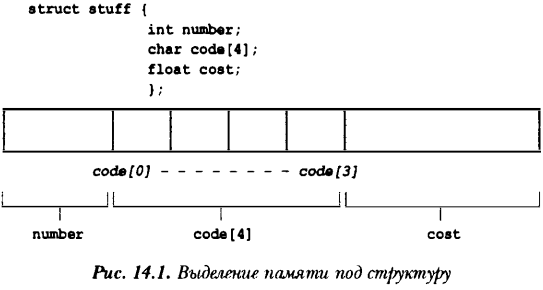 struct stuff {
int number;
char code[4];
float cost;
};
code[0] - - - - - - - - code[3]
number code[4] cost
Рис. 14.1. Выделение памяти под структуру